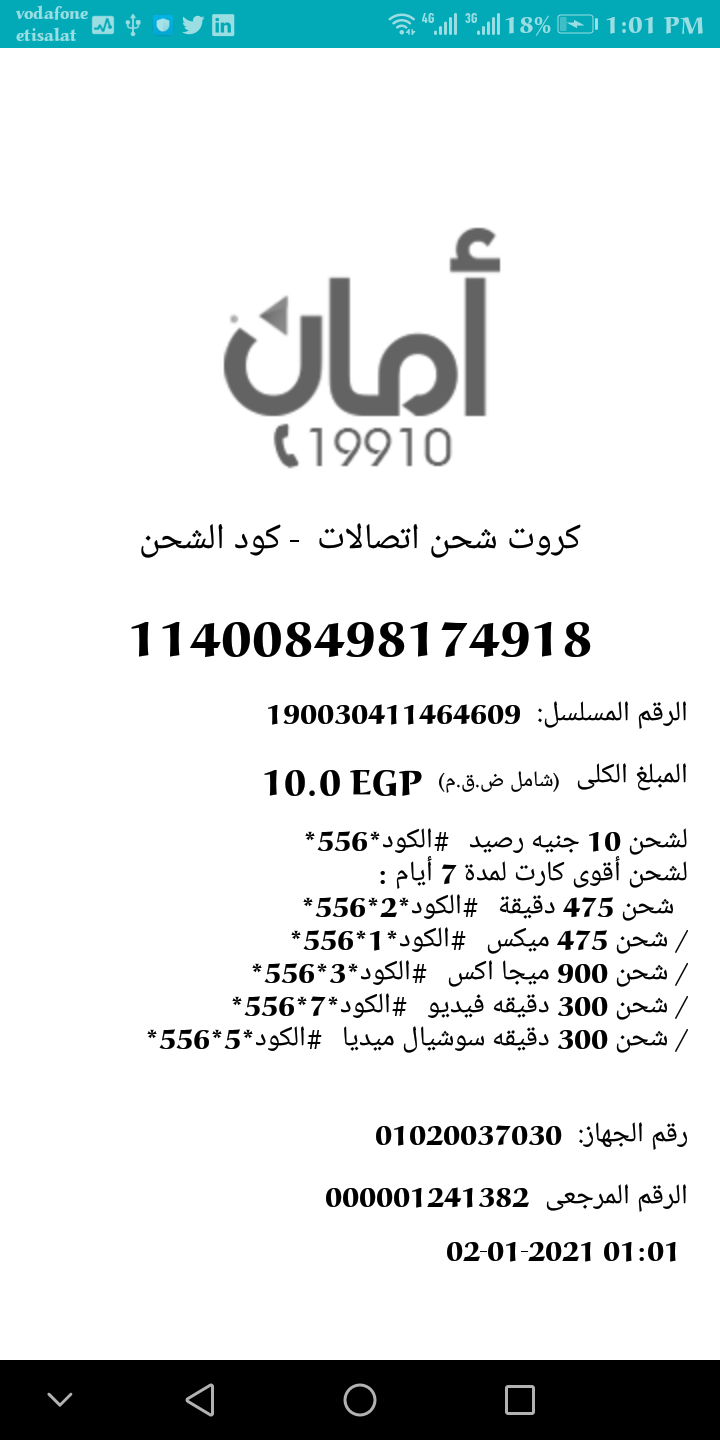 vodafone
etisalat
4G 3G 18% 1:01 PM
أمان
19910
كروت شحن اتصالات - كود الشحن
114008498174918
الرقم المسلسل: 190030411464609
المبلغ الكلى (شامل ض.ق.م) 10.0 EGP
لشحن 10 جنيه رصيد #الكود*556*
لشحن أقوى كارت لمدة 7 أيام :
شحن 475 دقيقة #الكود*2*556*
/ شحن 475 ميكس #الكود*1*556*
/ شحن 900 ميجا اكس #الكود*3*556*
/ شحن 300 دقيقه فيديو #الكود*7*556*
/ شحن 300 دقيقه سوشيال ميديا #الكود*5*556*
رقم الجهاز: 01020037030
الرقم المرجعى 000001241382
02-01-2021 01:01